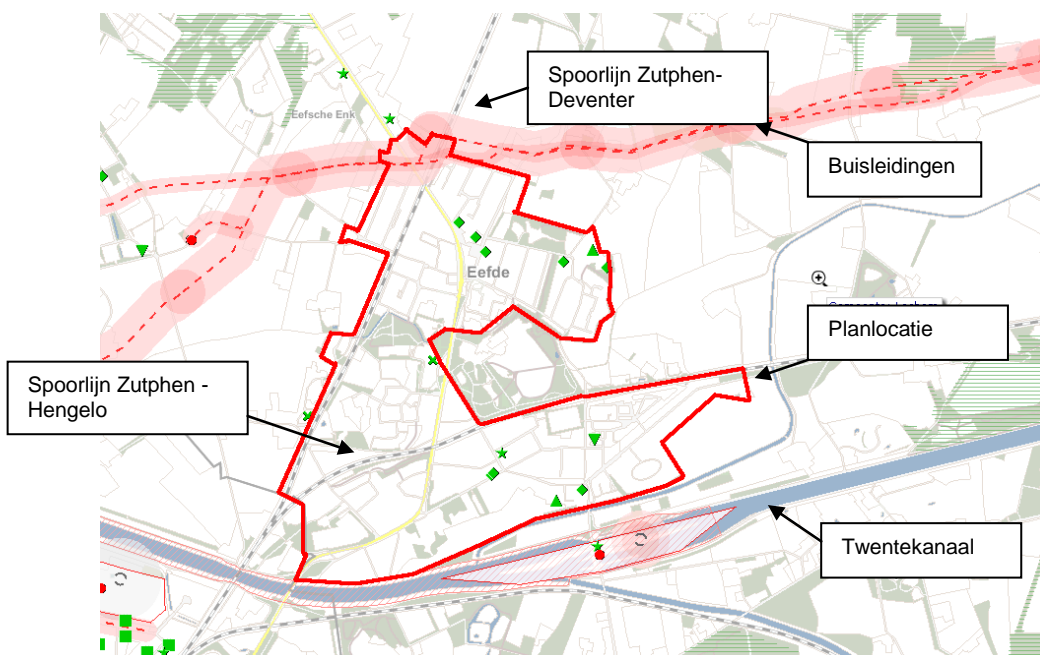 Spoorlijn Zutphen-
Deventer
Eefsche Enk
Buisleidingen
Eefde
Planlocatie
Spoorlijn Zutphen -
Hengelo
Twentekanaal